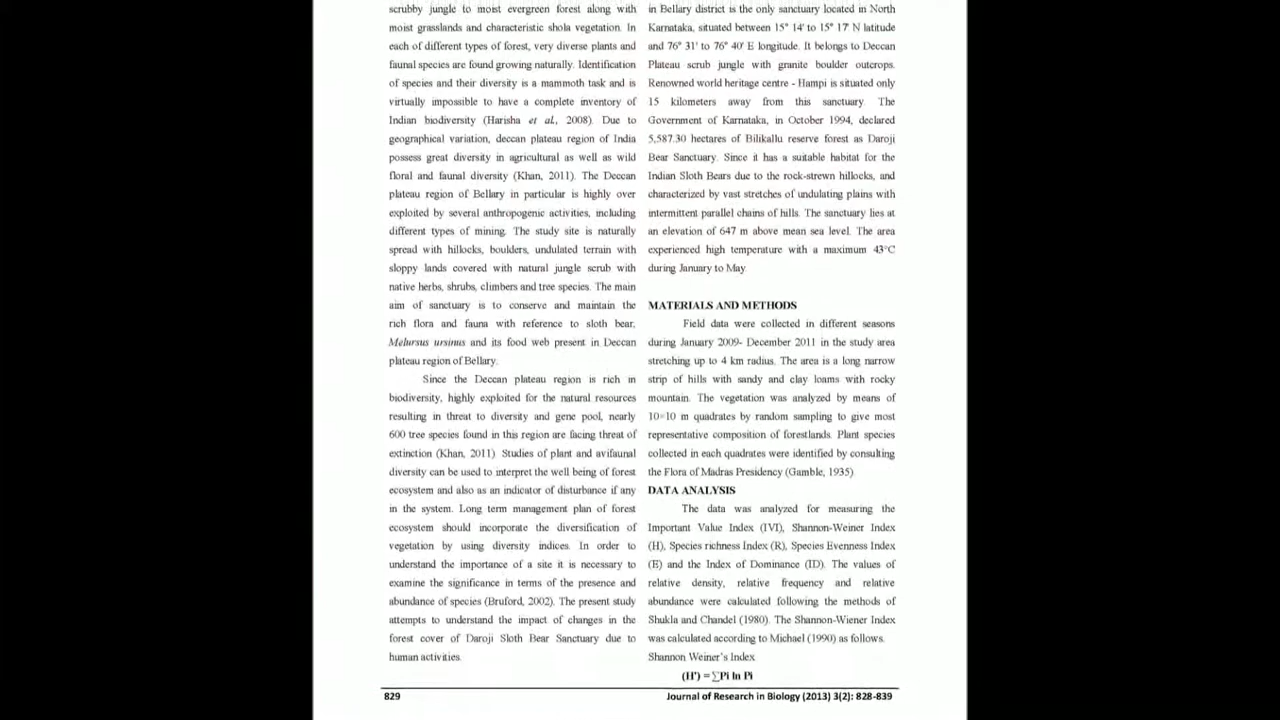 scrubby jungle to moist evergreen forest along with
moist grasslands and characteristic shola vegetation. In
each of different types of forest, very diverse plants and
faunal species are found growing naturally. Identification
of species and their diversity is a mammoth task and is
virtually impossible to have a complete inventory of
Indian biodiversity (Harisha et al., 2008). Due to
geographical variation, deccan plateau region of India
possess great diversity in agricultural as well as wild
floral and faunal diversity (Khan, 2011). The Deccan
plateau region of Bellary in particular is highly over
exploited by several anthropogenic activities, including
different types of mining. The study site is naturally
spread with hillocks, boulders, undulated terrain with
sloppy lands covered with natural jungle scrub with
native herbs, shrubs, climbers and tree species. The main
aim of sanctuary is to conserve and maintain the
rich flora and fauna with reference to sloth bear,
Melursus ursinus and its food web present in Deccan
plateau region of Bellary.
Since the Deccan plateau region is rich in
biodiversity, highly exploited for the natural resources
resulting in threat to diversity and gene pool, nearly
600 tree species found in this region are facing threat of
extinction (Khan, 2011). Studies of plant and avifaunal
diversity can be used to interpret the well being of forest
ecosystem and also as an indicator of disturbance if any
in the system. Long term management plan of forest
ecosystem should incorporate the diversification of
vegetation by using diversity indices. In order to
understand the importance of a site it is necessary to
examine the significance in terms of the presence and
abundance of species (Bruford, 2002). The present study
attempts to understand the impact of changes in the
forest cover of Daroji Sloth Bear Sanctuary due to
human activities.
in Bellary district is the only sanctuary located in North
Karnataka, situated between 15° 14' to 15° 17' N latitude
and 76° 31' to 76° 40' E longitude. It belongs to Deccan
Plateau scrub jungle with granite boulder outcrops.
Renowned world heritage centre - Hampi is situated only
15 kilometers away from this sanctuary. The
Government of Karnataka, in October 1994, declared
5,587.30 hectares of Bilikallu reserve forest as Daroji
Bear Sanctuary. Since it has a suitable habitat for the
Indian Sloth Bears due to the rock-strewn hillocks, and
characterized by vast stretches of undulating plains with
intermittent parallel chains of hills. The sanctuary lies at
an elevation of 647 m above mean sea level. The area
experienced high temperature with a maximum 43°C
during January to May.
MATERIALS AND METHODS
Field data were collected in different seasons
during January 2009- December 2011 in the study area
stretching up to 4 km radius. The area is a long narrow
strip of hills with sandy and clay loams with rocky
mountain. The vegetation was analyzed by means of
10×10 m quadrates by random sampling to give most
representative composition of forestlands. Plant species
collected in each quadrates were identified by consulting
the Flora of Madras Presidency (Gamble, 1935)
DATA ANALYSIS
The data was analyzed for measuring the
Important Value Index (IVI), Shannon-Weiner Index
(H), Species richness Index (R), Species Evenness Index
(E) and the Index of Dominance (ID). The values of
relative density, relative frequency and relative
abundance were calculated following the methods of
Shukla and Chandel (1980). The Shannon-Wiener Index
was calculated according to Michael (1990) as follows.
Shannon Weiner's Index
(H') = ∑Pi ln Pi
829
Journal of Research in Biology (2013) 3(2): 828-839